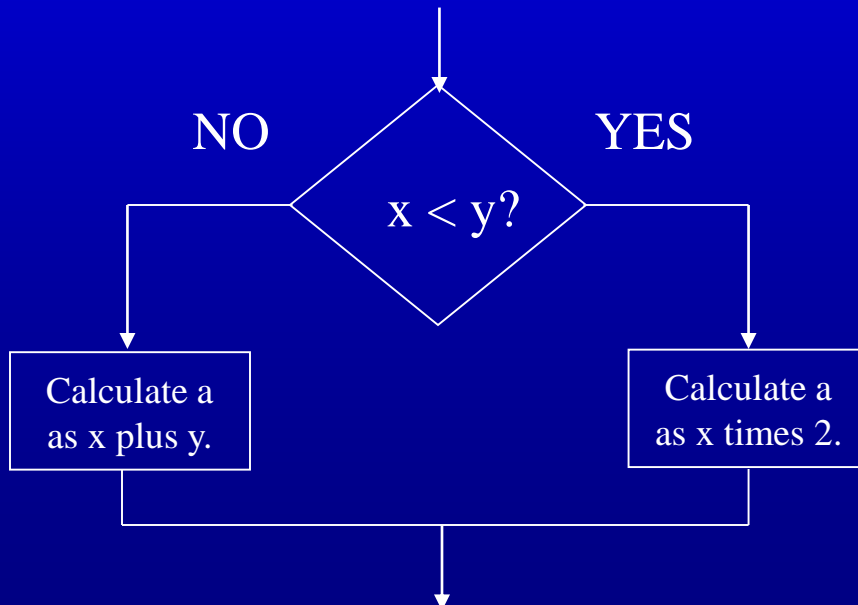 NO
YES
x < y?
Calculate a
as x plus y.
Calculate a
as x times 2.